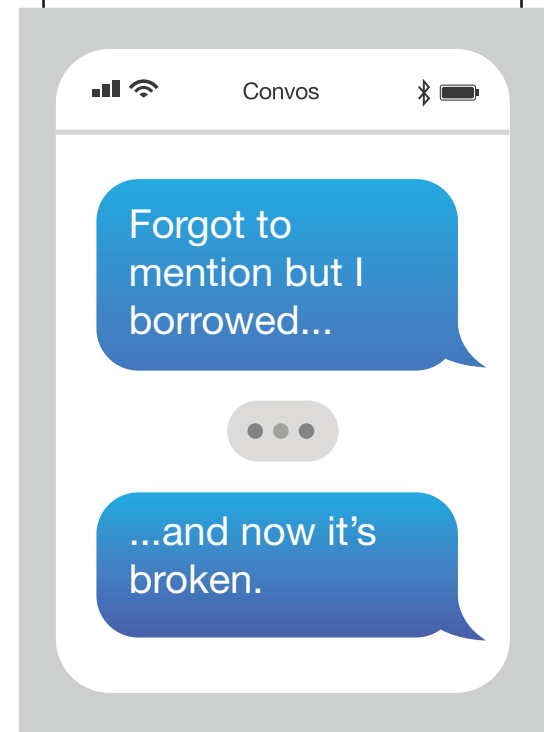 Convos
Forgot to
mention but I
borrowed...
...and now it’s
broken.